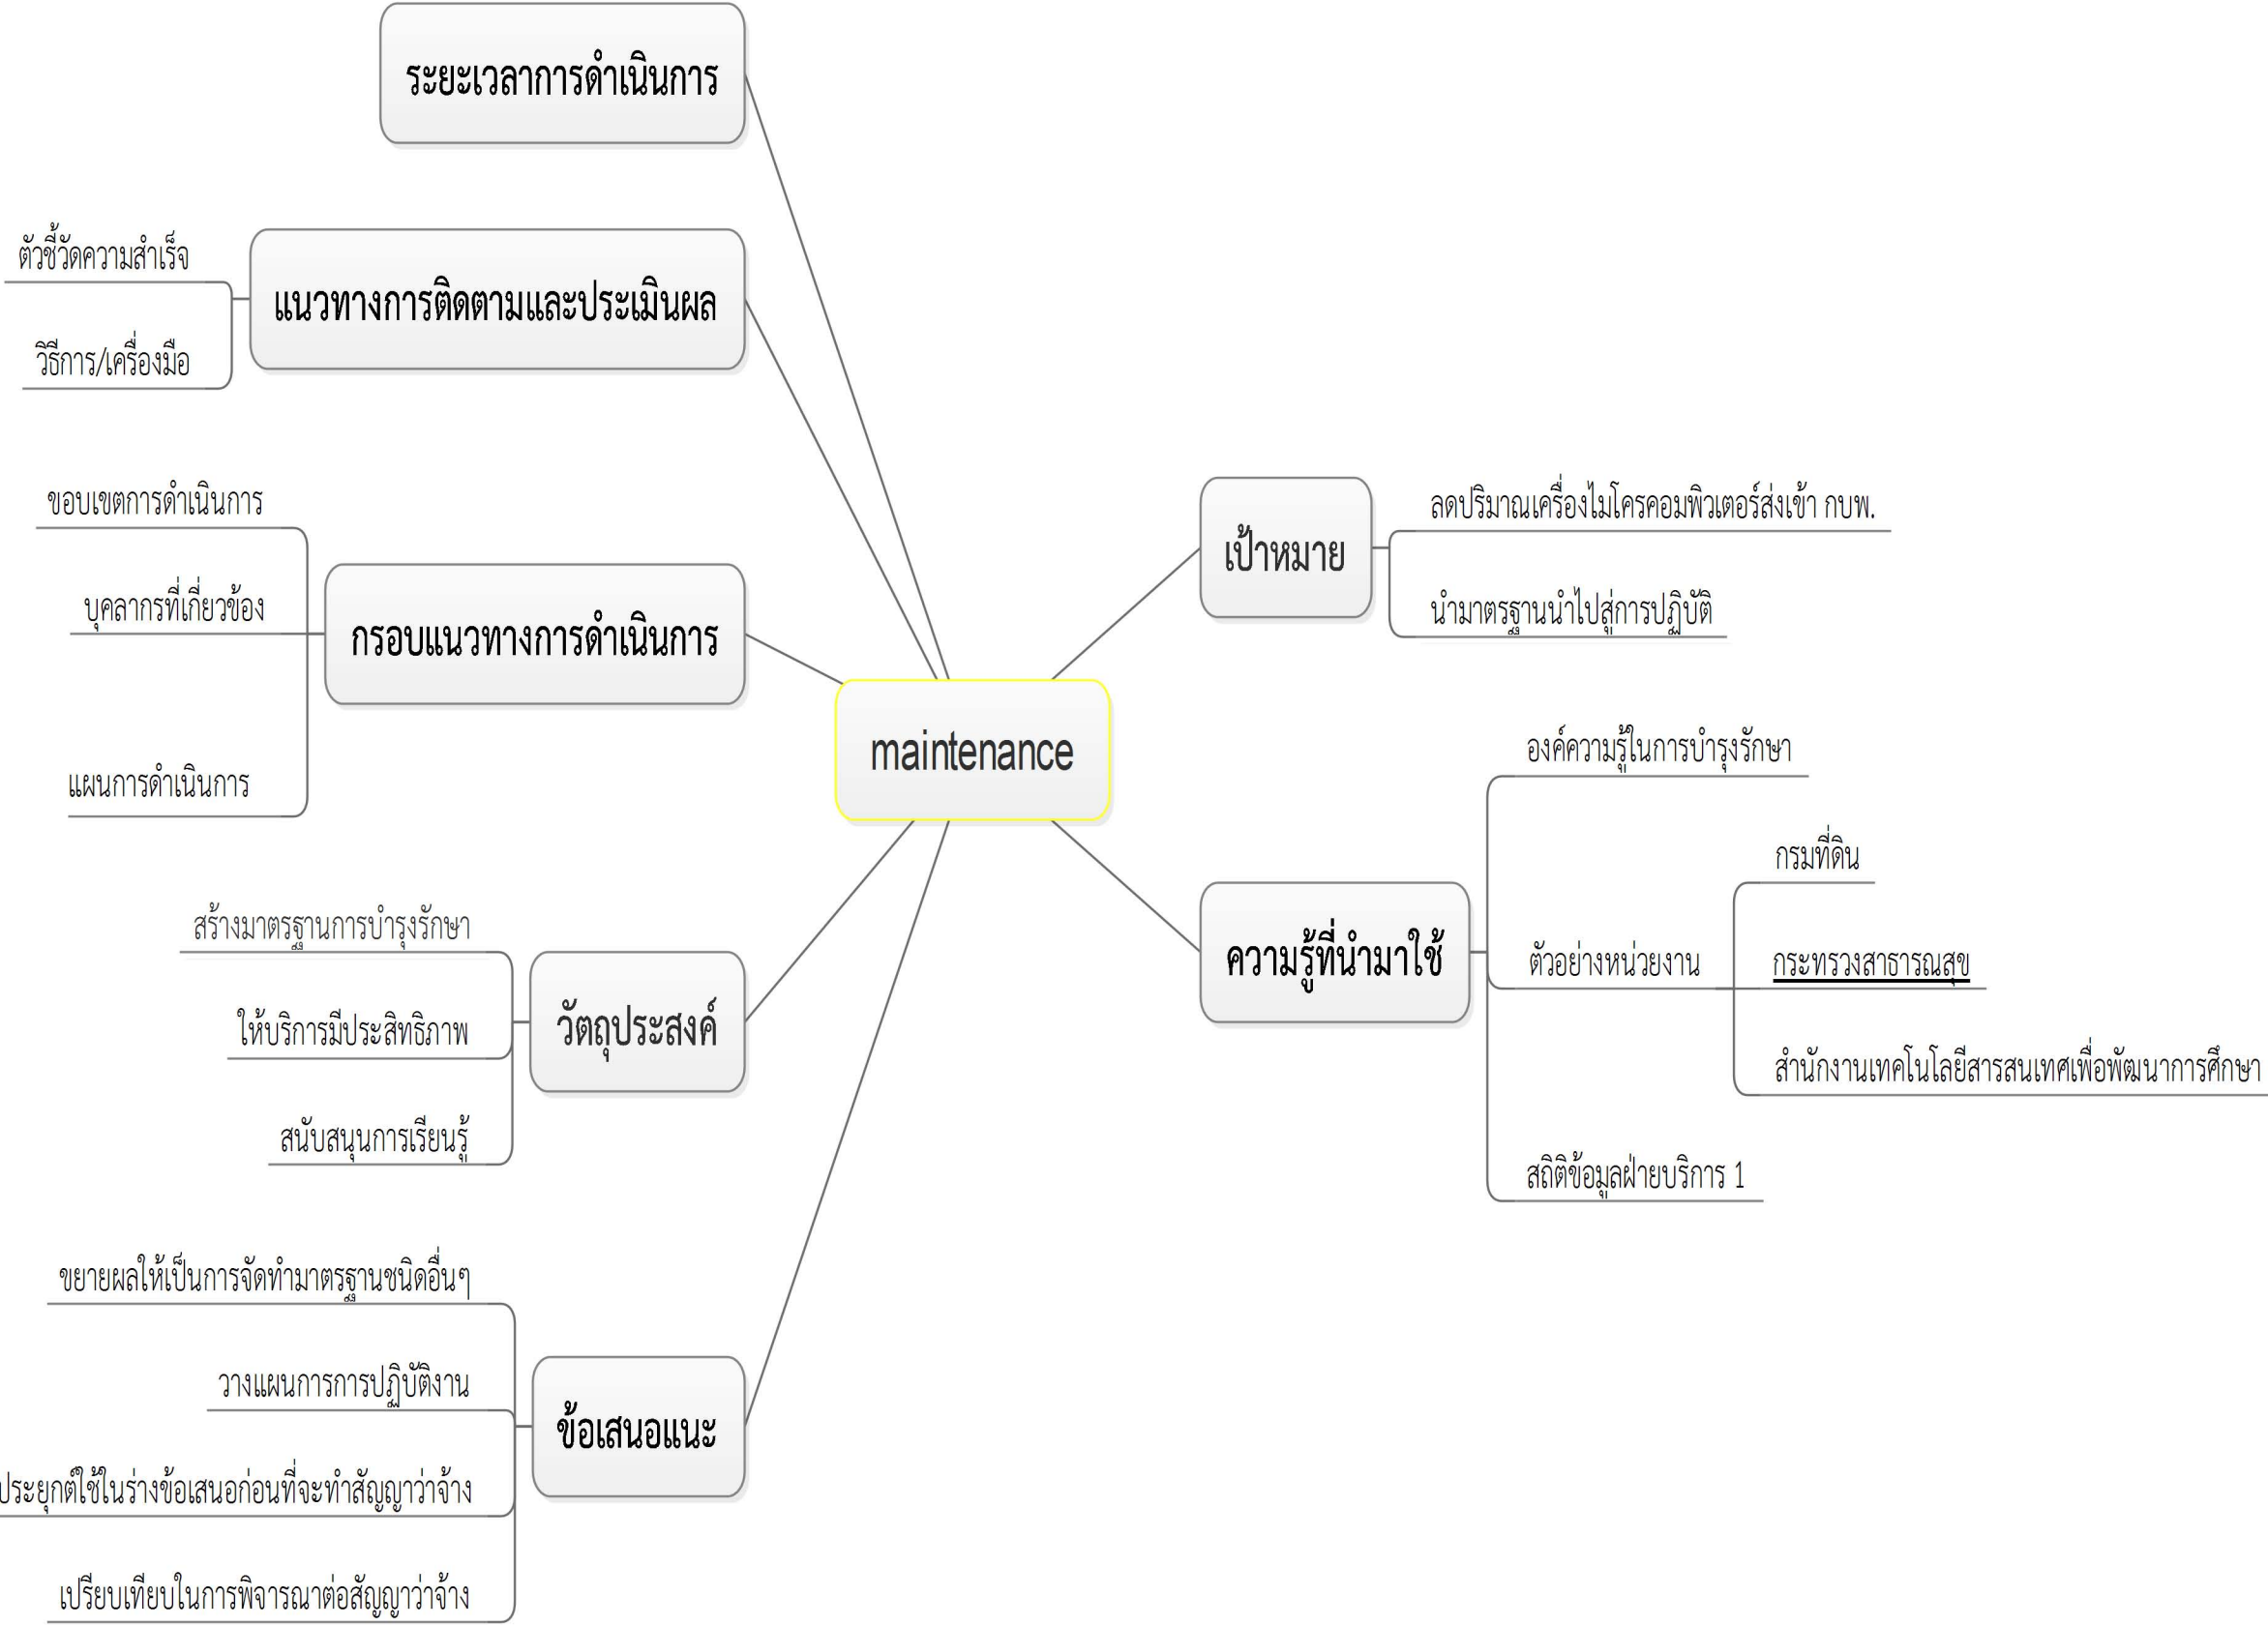 ระยะเวลาการดำเนินการ
แนวทางการติดตามและประเมินผล
ตัวชี้วัดความสำเร็จ
วิธีการ/เครื่องมือ
กรอบแนวทางการดำเนินการ
ขอบเขตการดำเนินการ
บุคลากรที่เกี่ยวข้อง
แผนการดำเนินการ
maintenance
วัตถุประสงค์
สร้างมาตรฐานการบำรุงรักษา
ให้บริการมีประสิทธิภาพ
สนับสนุนการเรียนรู้
ข้อเสนอแนะ
ขยายผลให้เป็นการจัดทำมาตรฐานชนิดอื่นๆ
วางแผนการการปฏิบัติงาน
ประยุกต์ใช้ในร่างข้อเสนอก่อนที่จะทำสัญญาว่าจ้าง
เปรียบเทียบในการพิจารณาต่อสัญญาว่าจ้าง
เป้าหมาย
ลดปริมาณเครื่องไมโครคอมพิวเตอร์ส่งเข้า กบพ.
นำมาตรฐานนำไปสู่การปฏิบัติ
ความรู้ที่นำมาใช้
องค์ความรู้ในการบำรุงรักษา
ตัวอย่างหน่วยงาน
กรมที่ดิน
กระทรวงสาธารณสุข
สำนักงานเทคโนโลยีสารสนเทศเพื่อพัฒนาการศึกษา
สถิติข้อมูลฝ่ายบริการ 1